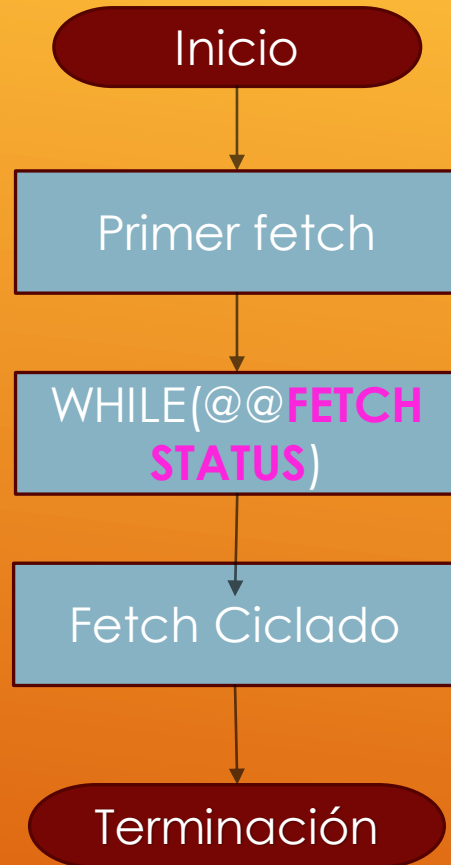 Inicio
Primer fetch
WHILE(@@FETCH
STATUS)
Fetch Ciclado
Terminación